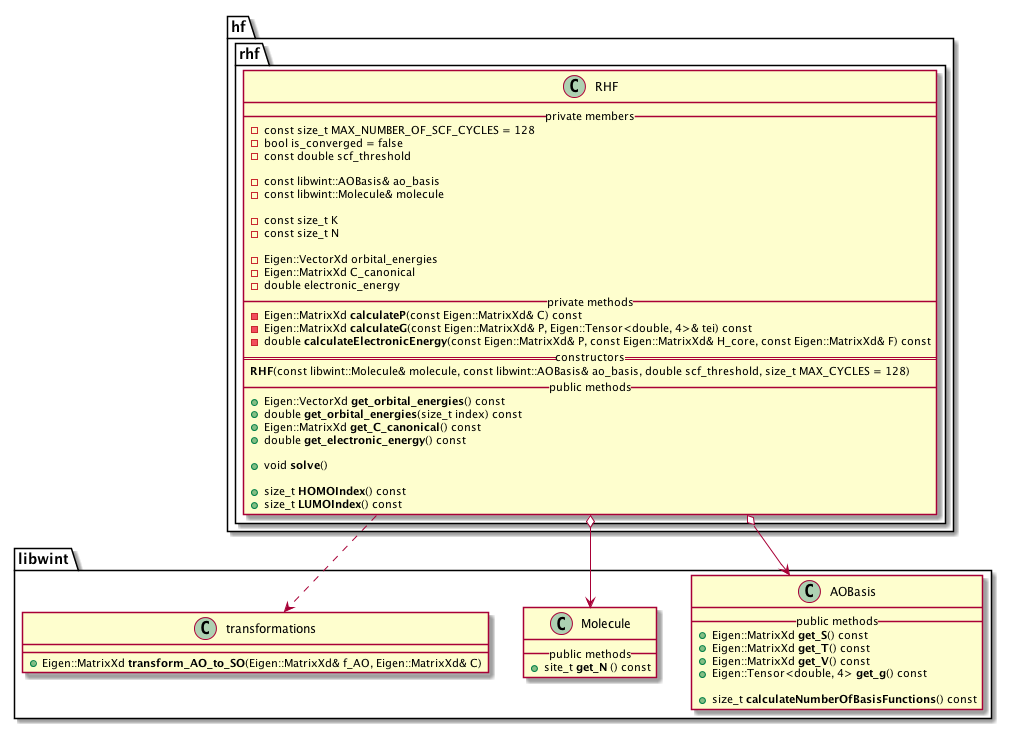 hf
rhf
C RHF
private members
const size_t MAX_NUMBER_OF_SCF_CYCLES = 128
bool is_converged = false
const double scf_threshold
const libwint::AOBasis& ao_basis
const libwint::Molecule& molecule
const size_t K
const size_t N
Eigen::VectorXd orbital_energies
Eigen::MatrixXd C_canonical
double electronic_energy
private methods
Eigen::MatrixXd calculateP(const Eigen::MatrixXd& C) const
Eigen::MatrixXd calculateG(const Eigen::MatrixXd& P, Eigen::Tensor<double, 4>& tei) const
double calculateElectronicEnergy(const Eigen::MatrixXd& P, const Eigen::MatrixXd& H_core, const Eigen::MatrixXd& F) const
constructors
RHF(const libwint::Molecule& molecule, const libwint::AOBasis& ao_basis, double scf_threshold, size_t MAX_CYCLES = 128)
public methods
Eigen::VectorXd get_orbital_energies() const
double get_orbital_energies(size_t index) const
Eigen::MatrixXd get_C_canonical() const
double get_electronic_energy() const
void solve()
size_t HOMOIndex() const
size_t LUMOIndex() const
libwint
C transformations
Eigen::MatrixXd transform_AO_to_SO(Eigen::MatrixXd& f_AO, Eigen::MatrixXd& C)
C Molecule
public methods
site_t get_N () const
C AOBasis
public methods
Eigen::MatrixXd get_S() const
Eigen::MatrixXd get_T() const
Eigen::MatrixXd get_V() const
Eigen::Tensor<double, 4> get_g() const
size_t calculateNumberOfBasisFunctions() const